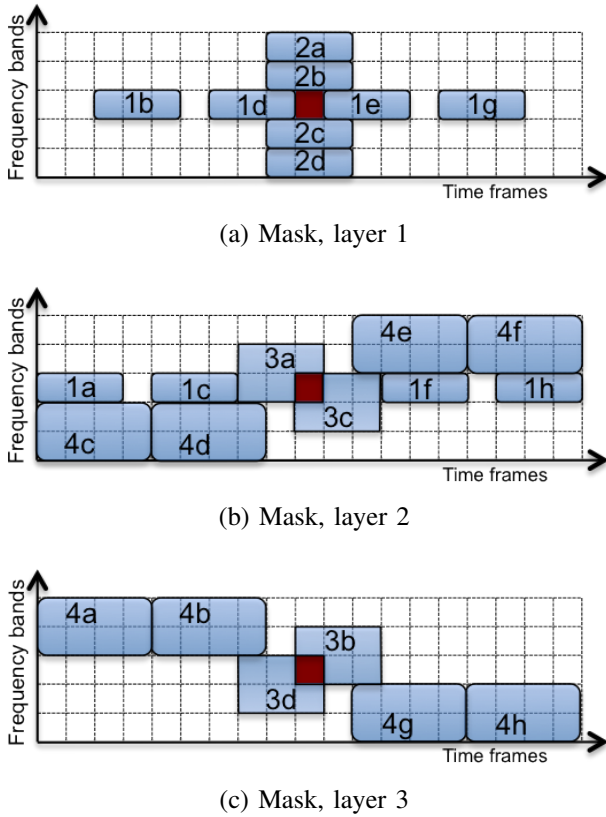 Frequency bands
2a
2b
1b 1d 1e 1g
2c
2d
Time frames
(a) Mask, layer 1
Frequency bands
4e 4f
3a
1a 1c 1f 1h
3c
4c 4d
Time frames
(b) Mask, layer 2
Frequency bands
4a 4b
3b
3d
4g 4h
Time frames
(c) Mask, layer 3